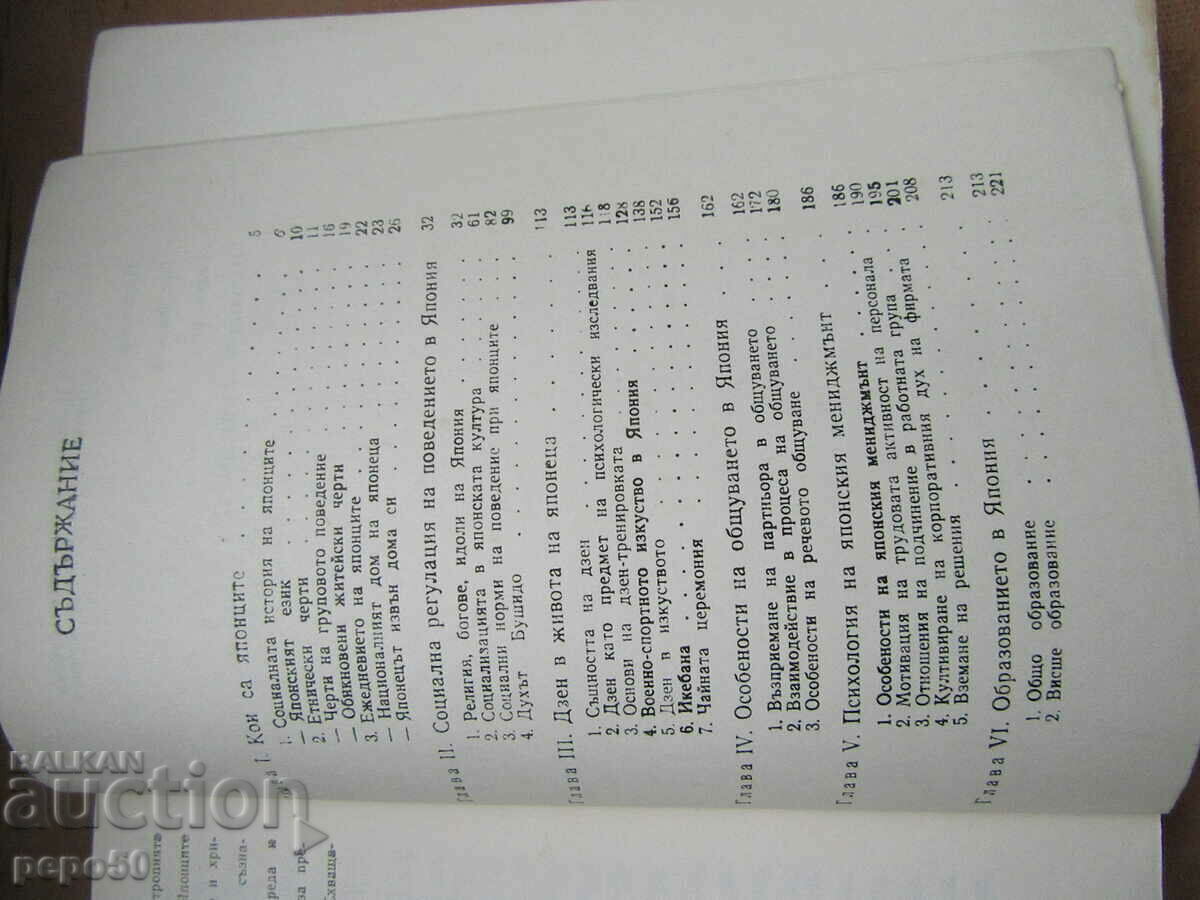 СЪДЪРЖАНИЕ
I. Кои са японците . . . . . . . . . 5
1. Социалната история на японците . . . . 6
— Японският език . . . . . . . . 10
— Етнически черти . . . . . . . . 11
2. Черти на груповото поведение . . . . . 16
— Обикновени житейски черти . . . . . 19
— Ежедневието на японците . . . . . . 22
3. Националният дом на японеца . . . . . 23
— Японецът извън дома си . . . . . . 26
Глава II. Социална регулация на поведението в Япония 32
1. Религия, богове, идоли на Япония . . . . 32
2. Социализацията в японската култура . . . 61
3. Социални норми на поведение при японците . 82
4. Духът Бушидо . . . . . . . . . 99
Глава III. Дзен в живота на японеца . . . . . 113
1. Същността на дзен . . . . . . . . 113
2. Дзен като предмет на психологически изследвания 116
3. Основи на дзен-тренировката . . . . . 118
4. Военно-спортното изкуство в Япония . . . 128
5. Дзен в изкуството . . . . . . . . 138
6. Икебана . . . . . . . . . . 152
7. Чайната церемония . . . . . . . . 156
Глава IV. Особености на общуването в Япония . . 162
1. Възприемане на партньора в общуването . . 162
2. Взаимодействие в процеса на общуването . . 172
3. Особености на речевото общуване . . . . 180
Глава V. Психология на японския мениджмънт . . 186
1. Особености на японския мениджмънт . . . 186
2. Мотивация на трудовата активност на персонала . 190
3. Отношения на подчинение в работната група . 195
4. Култивиране на корпоративния дух на фирмата . 201
5. Вземане на решения . . . . . . . 208
Глава VI. Образованието в Япония . . . . . 213
1. Общо образование . . . . . . . . 213
2. Висше образование . . . . . . . . 221
Японците
и хри-
съзна-
реда
за пре-
BALKAN
auction
pepo50